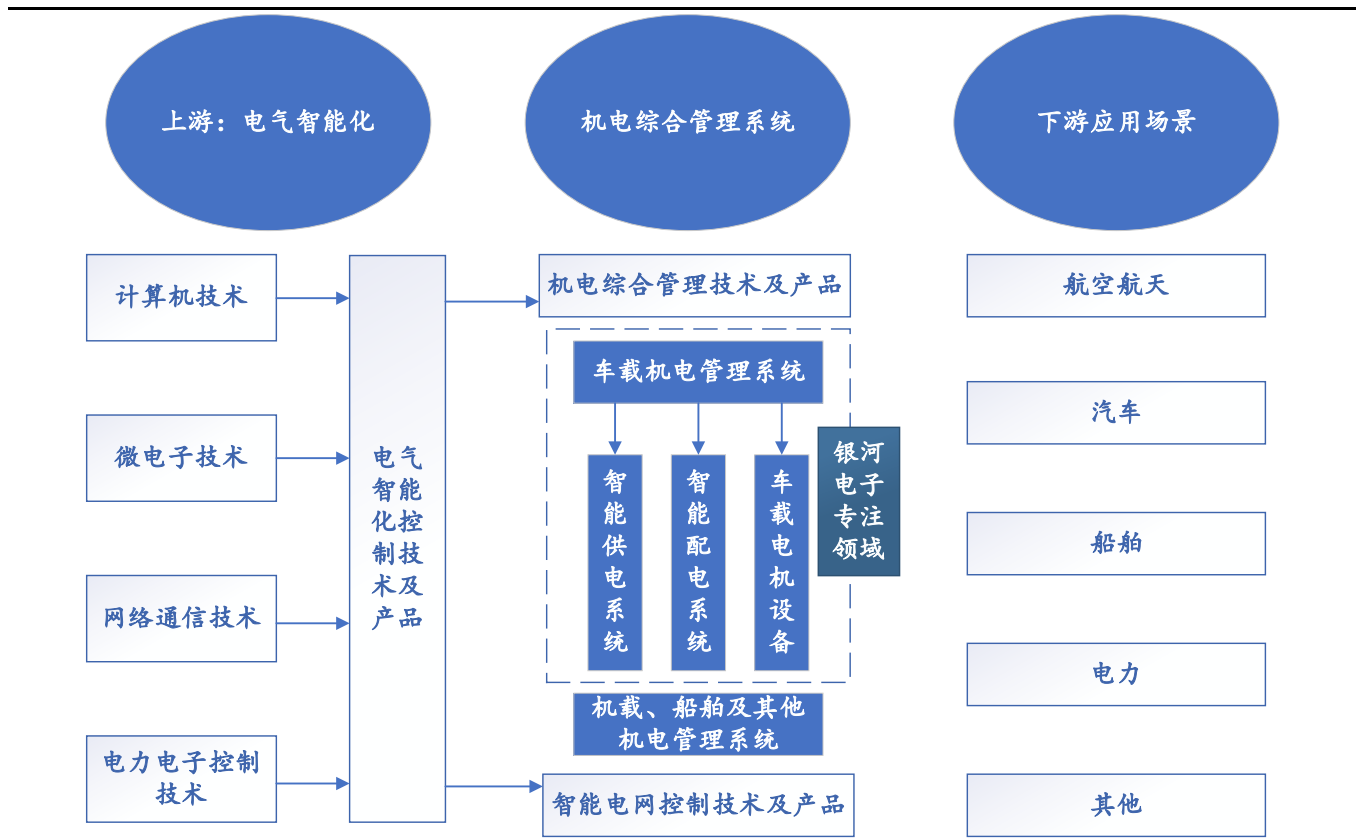 上游：电气智能化
机电综合管理系统
下游应用场景
计算机技术
微电子技术
网络通信技术
电力电子控制
技术
电气
智能
化控
制技
术及
产品
机电综合管理技术及产品
车载机电管理系统
智能供电系统
智能配电系统
车载电机设备
银河
电子
专注
领域
机载、船舶及其他
机电管理系统
智能电网控制技术及产品
航空航天
汽车
船舶
电力
其他